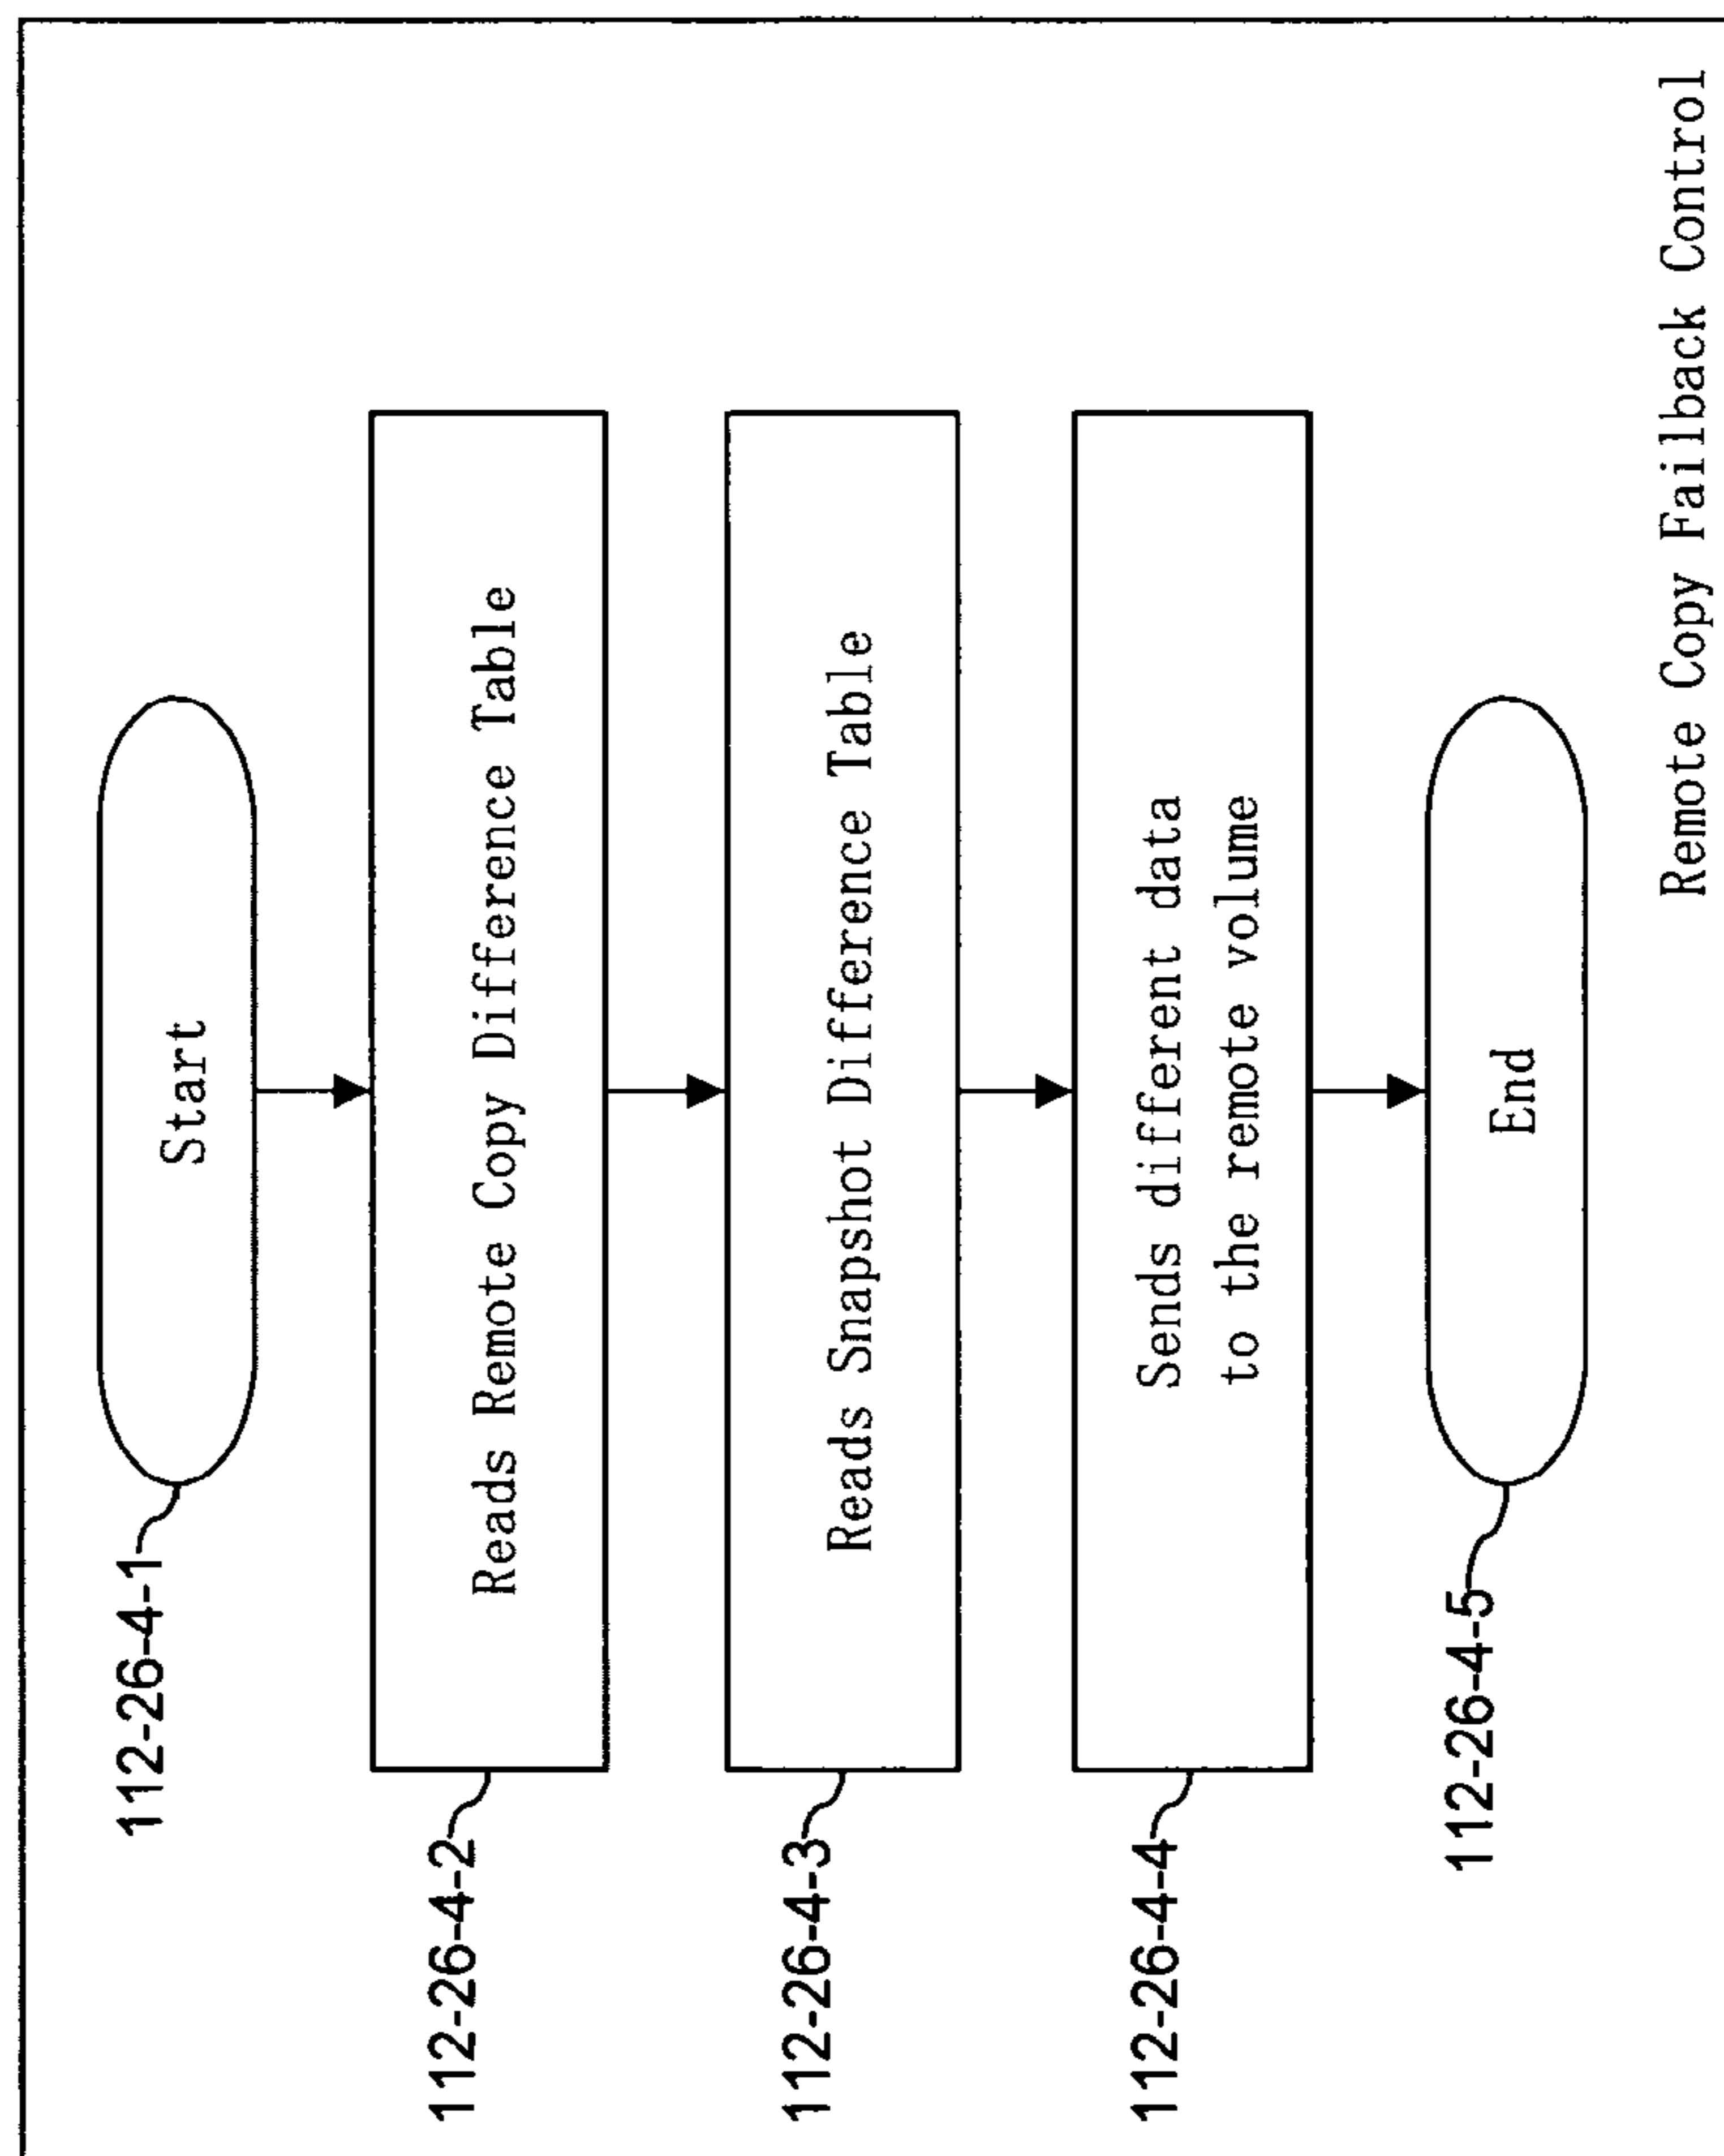 112-26-4-1
Start
112-26-4-2
Reads Remote Copy Difference Table
112-26-4-3
Reads Snapshot Difference Table
112-26-4-4
Sends different data
to the remote volume
112-26-4-5
End
Remote Copy Failback Control